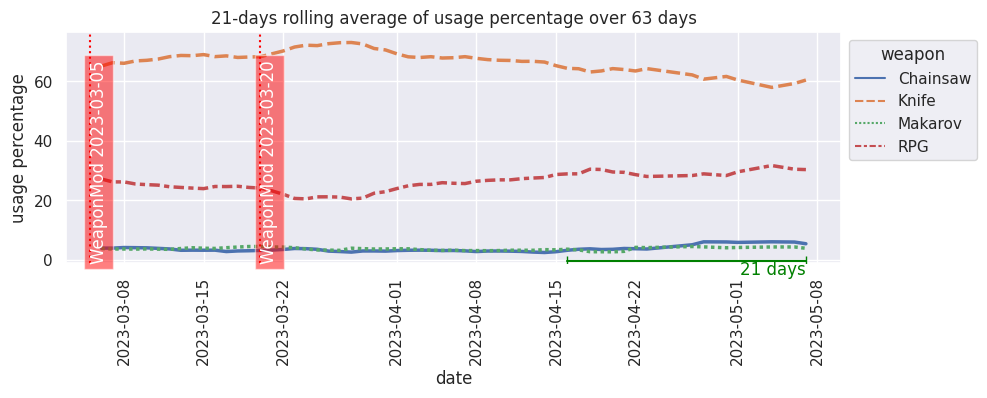 21-days rolling average of usage percentage over 63 days
usage percentage
60
40
20
0
WeaponMod 2023-03-05
WeaponMod 2023-03-20
21 days
2023-03-08
2023-03-15
2023-03-22
2023-04-01
2023-04-08
2023-04-15
2023-04-22
2023-05-01
2023-05-08
date
weapon
Chainsaw
Knife
Makarov
RPG